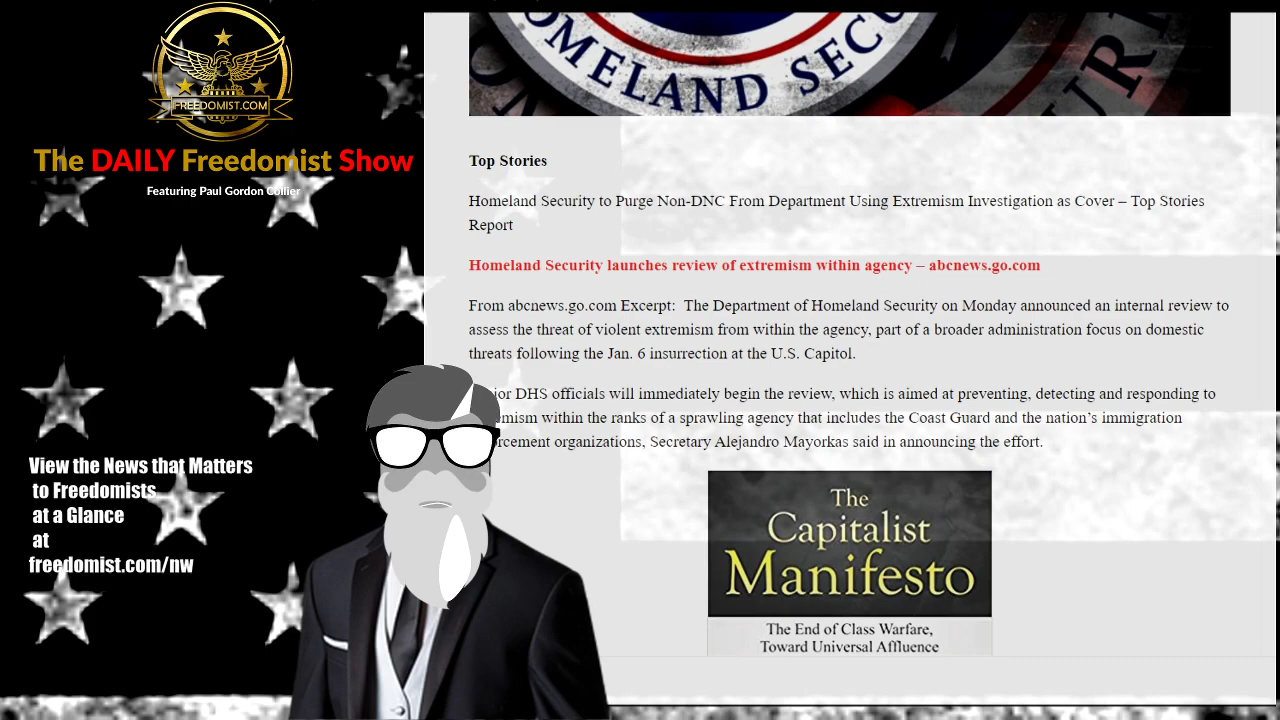 FREEDOMIST.COM
The DAILY Freedomist Show
Featuring Paul Gordon Collier
View the News that Matters
to Freedomists
at a Glance
at
freedomist.com/nw
OMELAND SEC
Top Stories
Homeland Security to Purge Non-DNC From Department Using Extremism Investigation as Cover – Top Stories
Report
Homeland Security launches review of extremism within agency – abcnews.go.com
From abcnews.go.com Excerpt:  The Department of Homeland Security on Monday announced an internal review to
assess the threat of violent extremism from within the agency, part of a broader administration focus on domestic
threats following the Jan. 6 insurrection at the U.S. Capitol.
DHS officials will immediately begin the review, which is aimed at preventing, detecting and responding to
within the ranks of a sprawling agency that includes the Coast Guard and the nation’s immigration
organizations, Secretary Alejandro Mayorkas said in announcing the effort.
The
Capitalist
Manifesto
The End of Class Warfare,
Toward Universal Affluence